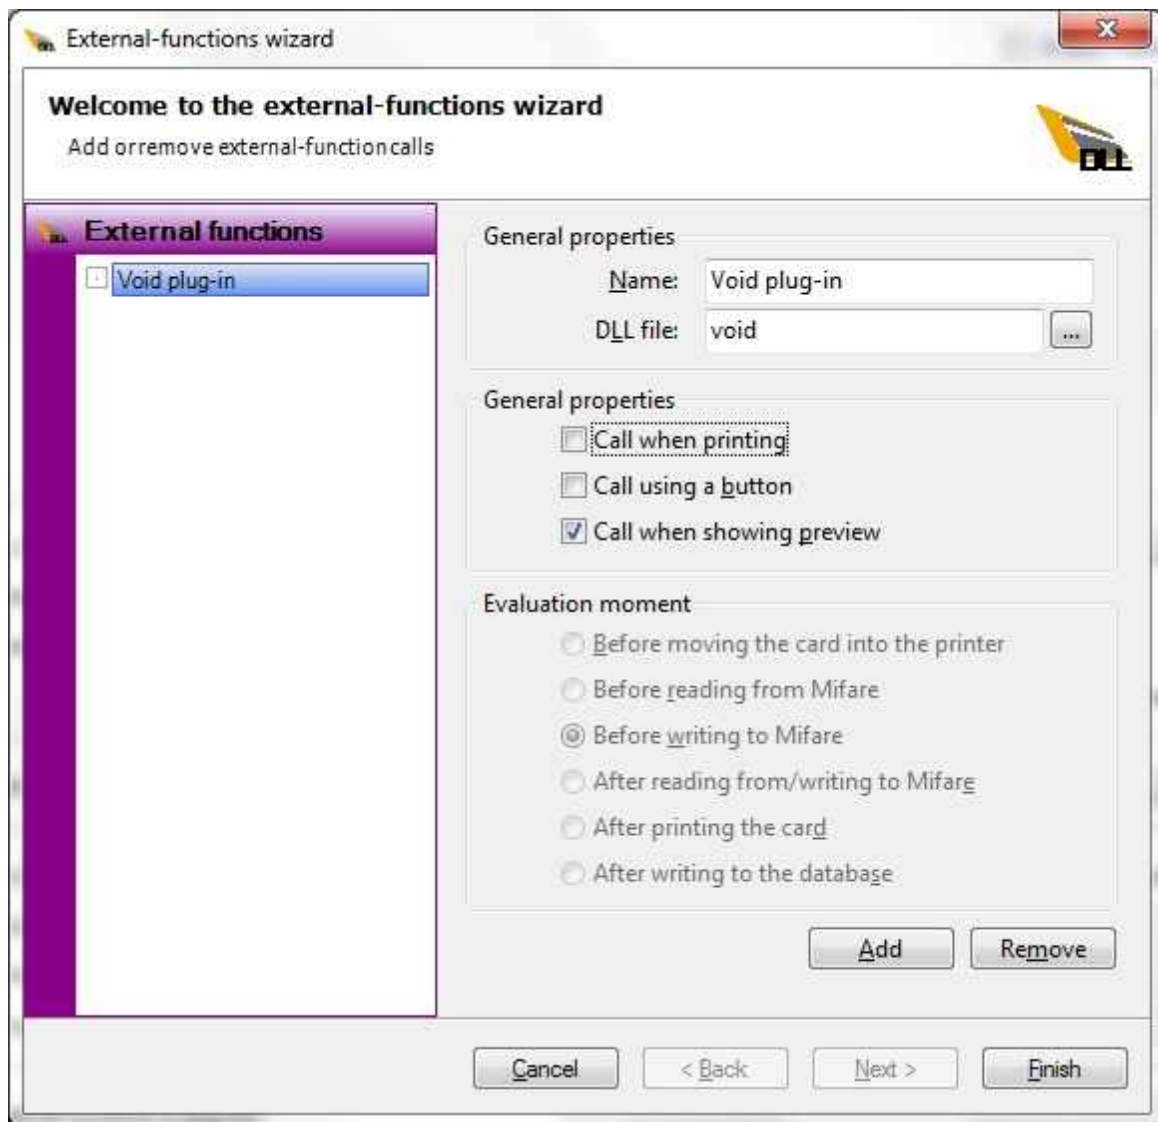 External-functions wizard
Welcome to the external-functions wizard
Add or remove external-function calls
DLL
External functions
Void plug-in
General properties
Name: Void plug-in
DLL file: void ...
General properties
Call when printing
Call using a button
Call when showing preview
Evaluation moment
Before moving the card into the printer
Before reading from Mifare
Before writing to Mifare
After reading from/writing to Mifare
After printing the card
After writing to the database
Add Remove
Cancel < Back Next > Finish